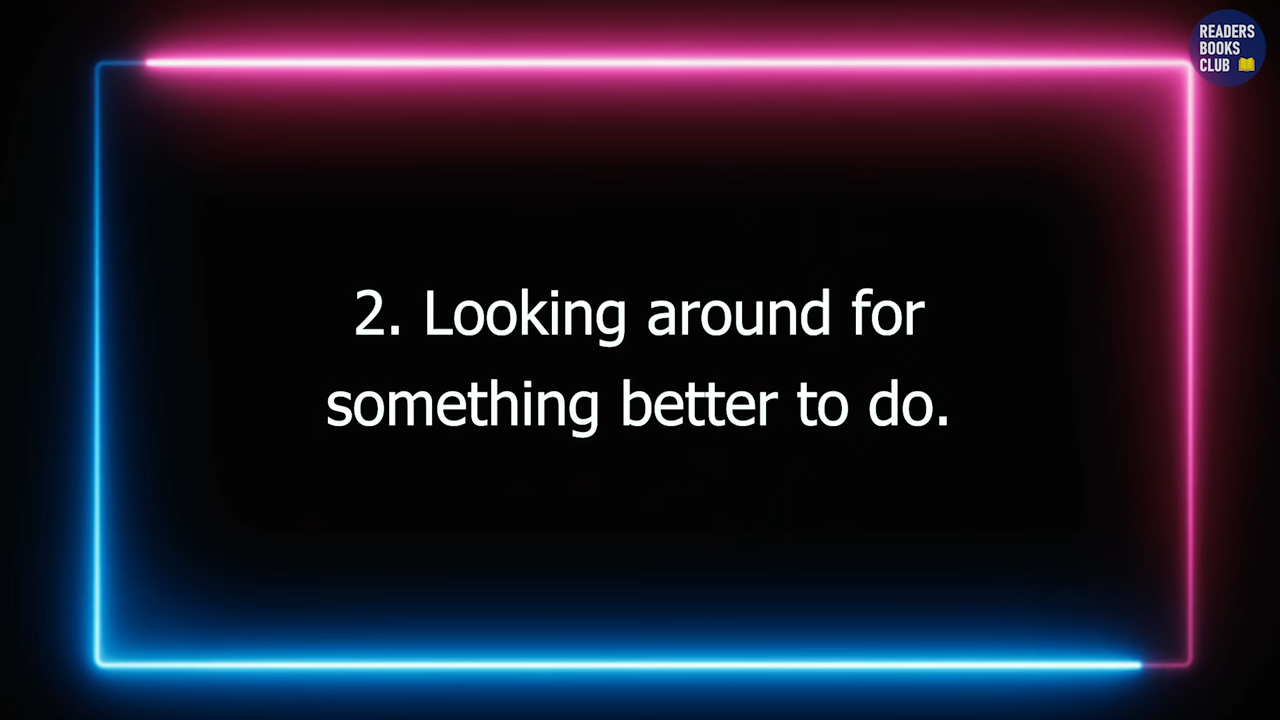 READERS
BOOKS
CLUB
2. Looking around for
something better to do.